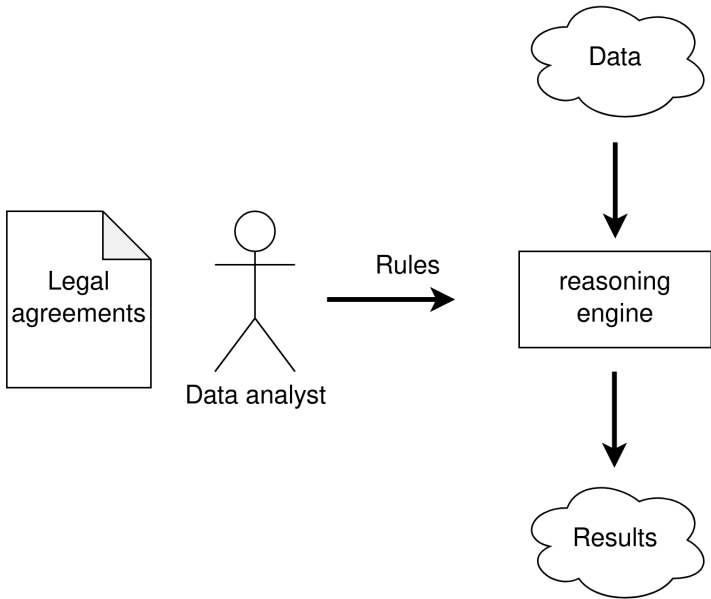 Data
Legal
agreements
Data analyst
Rules
reasoning
engine
Results